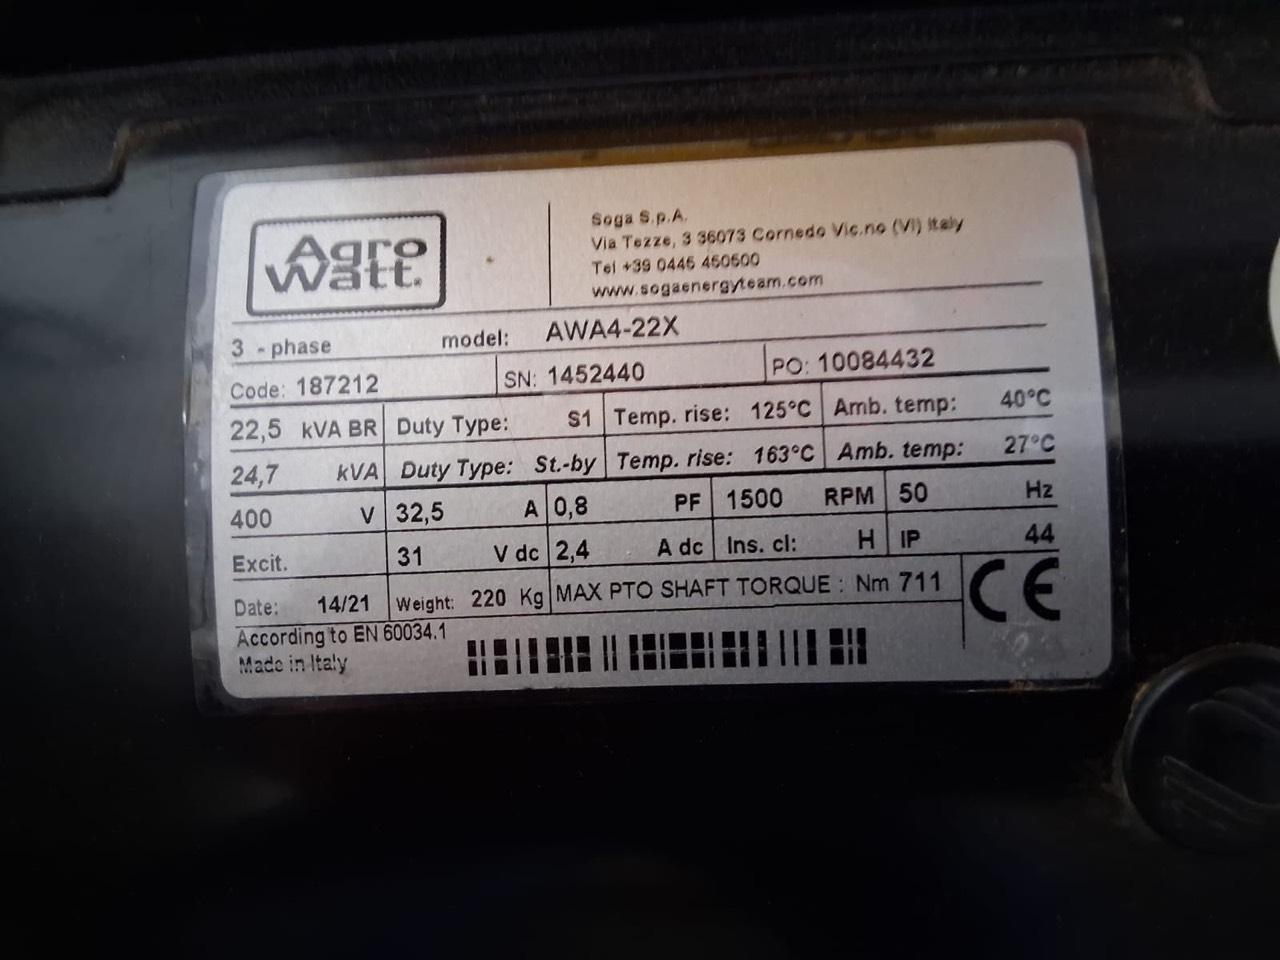 Agro
Watt.
Soga S.p.A.
Via Tezze, 3 36073 Cornedo Vic.no (VI) Italy
Tel +39 0445 450500
www.sogaenergyteam.com
3 - phase model: AWA4-22X
Code: 187212 SN: 1452440 PO: 10084432
22,5 kVA BR Duty Type: S1 Temp. rise: 125°C Amb. temp: 40°C
24,7 kVA Duty Type: St.-by Temp. rise: 163°C Amb. temp: 27°C
400 V 32,5 A 0,8 PF 1500 RPM 50 Hz
Excit. 31 V dc 2,4 A dc Ins. cl: H IP 44
Date: 14/21 Weight: 220 Kg MAX PTO SHAFT TORQUE : Nm 711 CE
According to EN 60034.1
Made in Italy